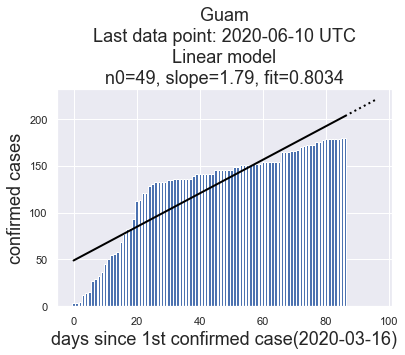 Guam
Last data point: 2020-06-10 UTC
Linear model
n0=49, slope=1.79, fit=0.8034
confirmed cases
200
150
100
50
0
0 20 40 60 80 100
days since 1st confirmed case(2020-03-16)